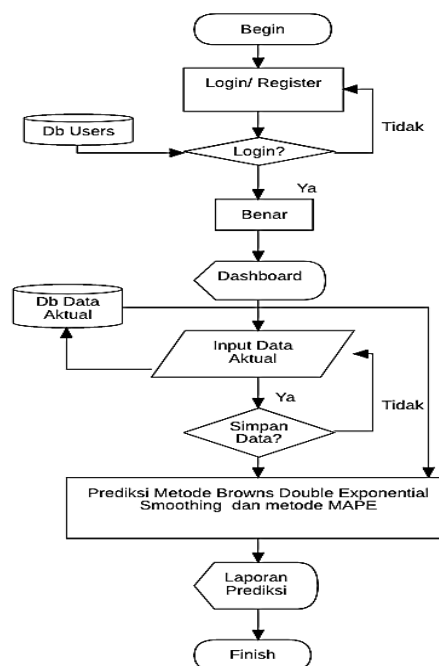 Begin
Login/ Register
Db Users
Tidak
Login?
Ya
Benar
Dashboard
Db Data
Aktual
Input Data
Aktual
Ya
Tidak
Simpan
Data?
Prediksi Metode Browns Double Exponential
Smoothing dan metode MAPE
Laporan
Prediksi
Finish